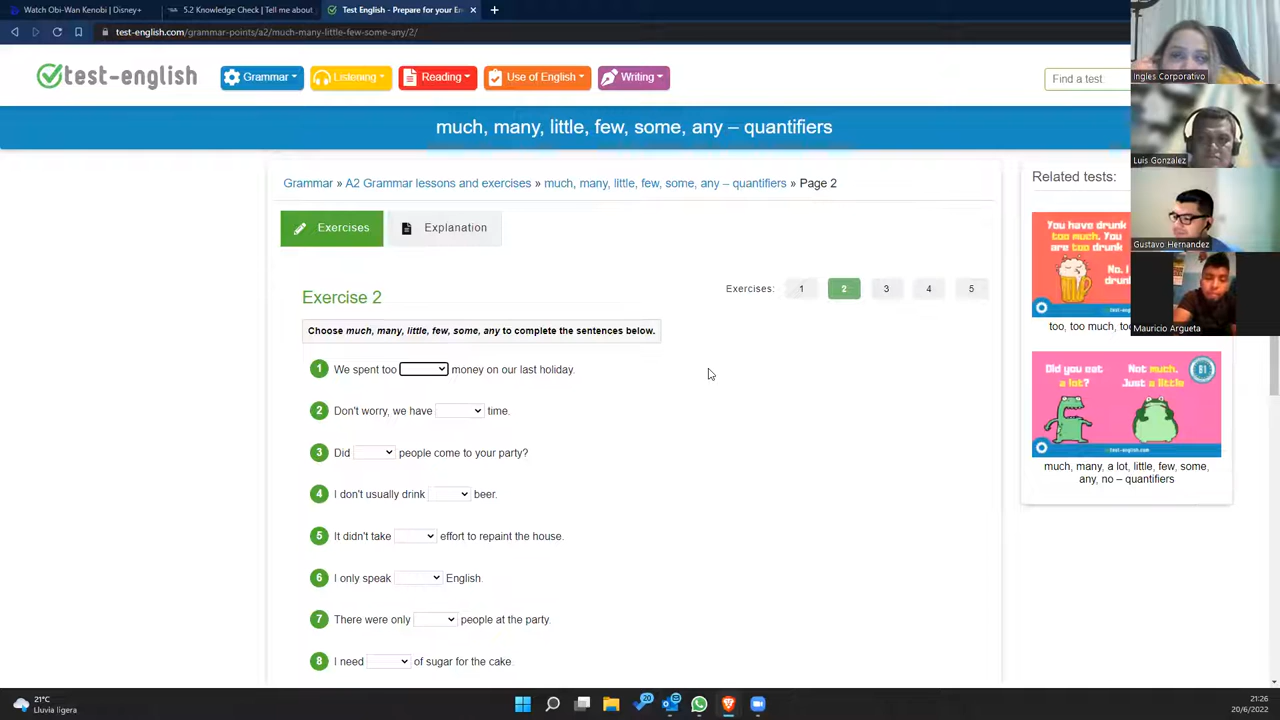 Watch Obi-Wan Kenobi | Disney+
5.2 Knowledge Check | Tell me about
Test English - Prepare for your En
test-english.com/grammar-points/a2/much-many-little-few-some-any/2/
test-english
Grammar
Listening
Reading
Use of English
Writing
Find a test
Ingles Corporativo
much, many, little, few, some, any – quantifiers
Luis Gonzalez
Grammar » A2 Grammar lessons and exercises » much, many, little, few, some, any – quantifiers » Page 2
Related tests:
Exercises
Explanation
You have drunk
too much. You
are too drunk
No. I
drunk
Gustavo Hernandez
Exercise 2
Exercises: 1 2 3 4 5
too, too much, to
Mauricio Argueta
Choose much, many, little, few, some, any to complete the sentences below.
1 We spent too money on our last holiday.
2 Don't worry, we have time.
3 Did people come to your party?
4 I don't usually drink beer.
5 It didn't take effort to repaint the house.
6 I only speak English.
7 There were only people at the party.
8 I need of sugar for the cake.
Did you eat
a lot?
Not much.
Just a little
B1
test-english
much, many, a lot, little, few, some,
any, no – quantifiers
21°C
Lluvia ligera
20
21:26
20/6/2022